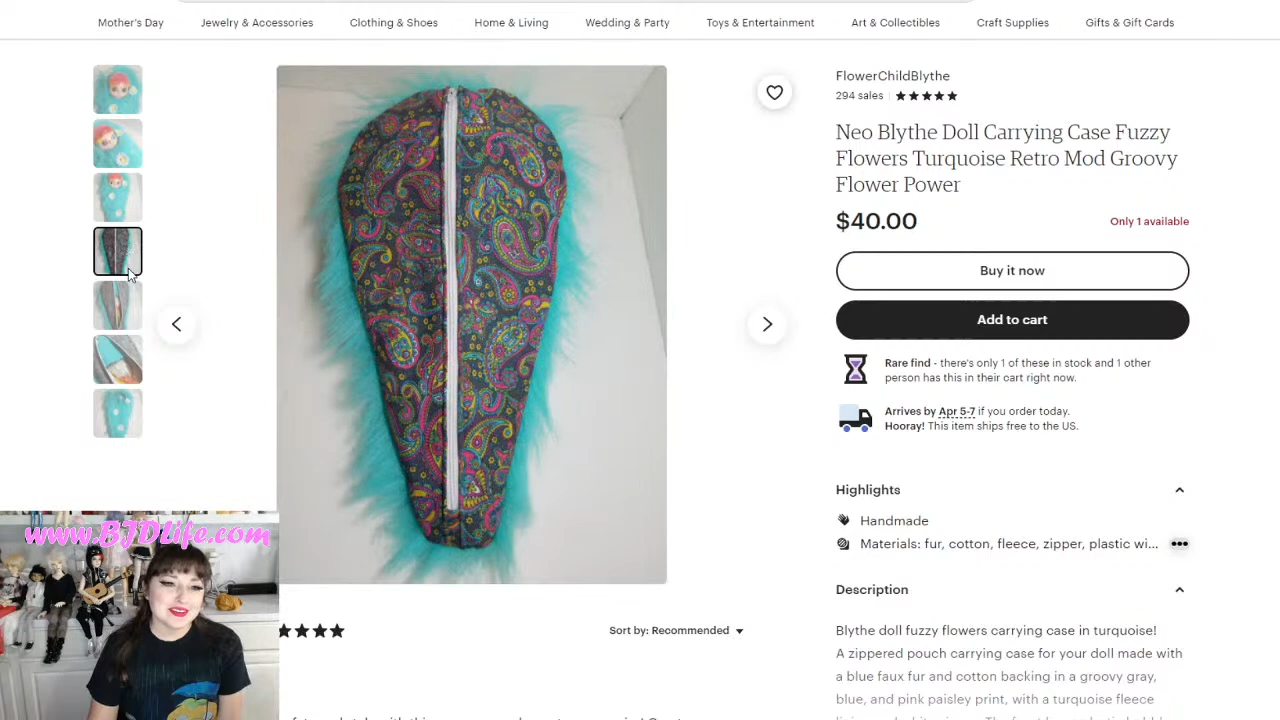 Mother's Day Jewelry & Accessories Clothing & Shoes Home & Living Wedding & Party Toys & Entertainment Art & Collectibles Craft Supplies Gifts & Gift Cards
FlowerChildBlythe
294 sales
Neo Blythe Doll Carrying Case Fuzzy
Flowers Turquoise Retro Mod Groovy
Flower Power
$40.00
Only 1 available
Buy it now
Add to cart
Rare find - there's only 1 of these in stock and 1 other
person has this in their cart right now.
Arrives by Apr 5-7 if you order today.
Hooray! This item ships free to the US.
Highlights
Handmade
Materials: fur, cotton, fleece, zipper, plastic wi...
Description
Blythe doll fuzzy flowers carrying case in turquoise!
A zippered pouch carrying case for your doll made with
a blue faux fur and cotton backing in a groovy gray,
blue, and pink paisley print, with a turquoise fleece
Sort by: Recommended
www.BJDLife.com